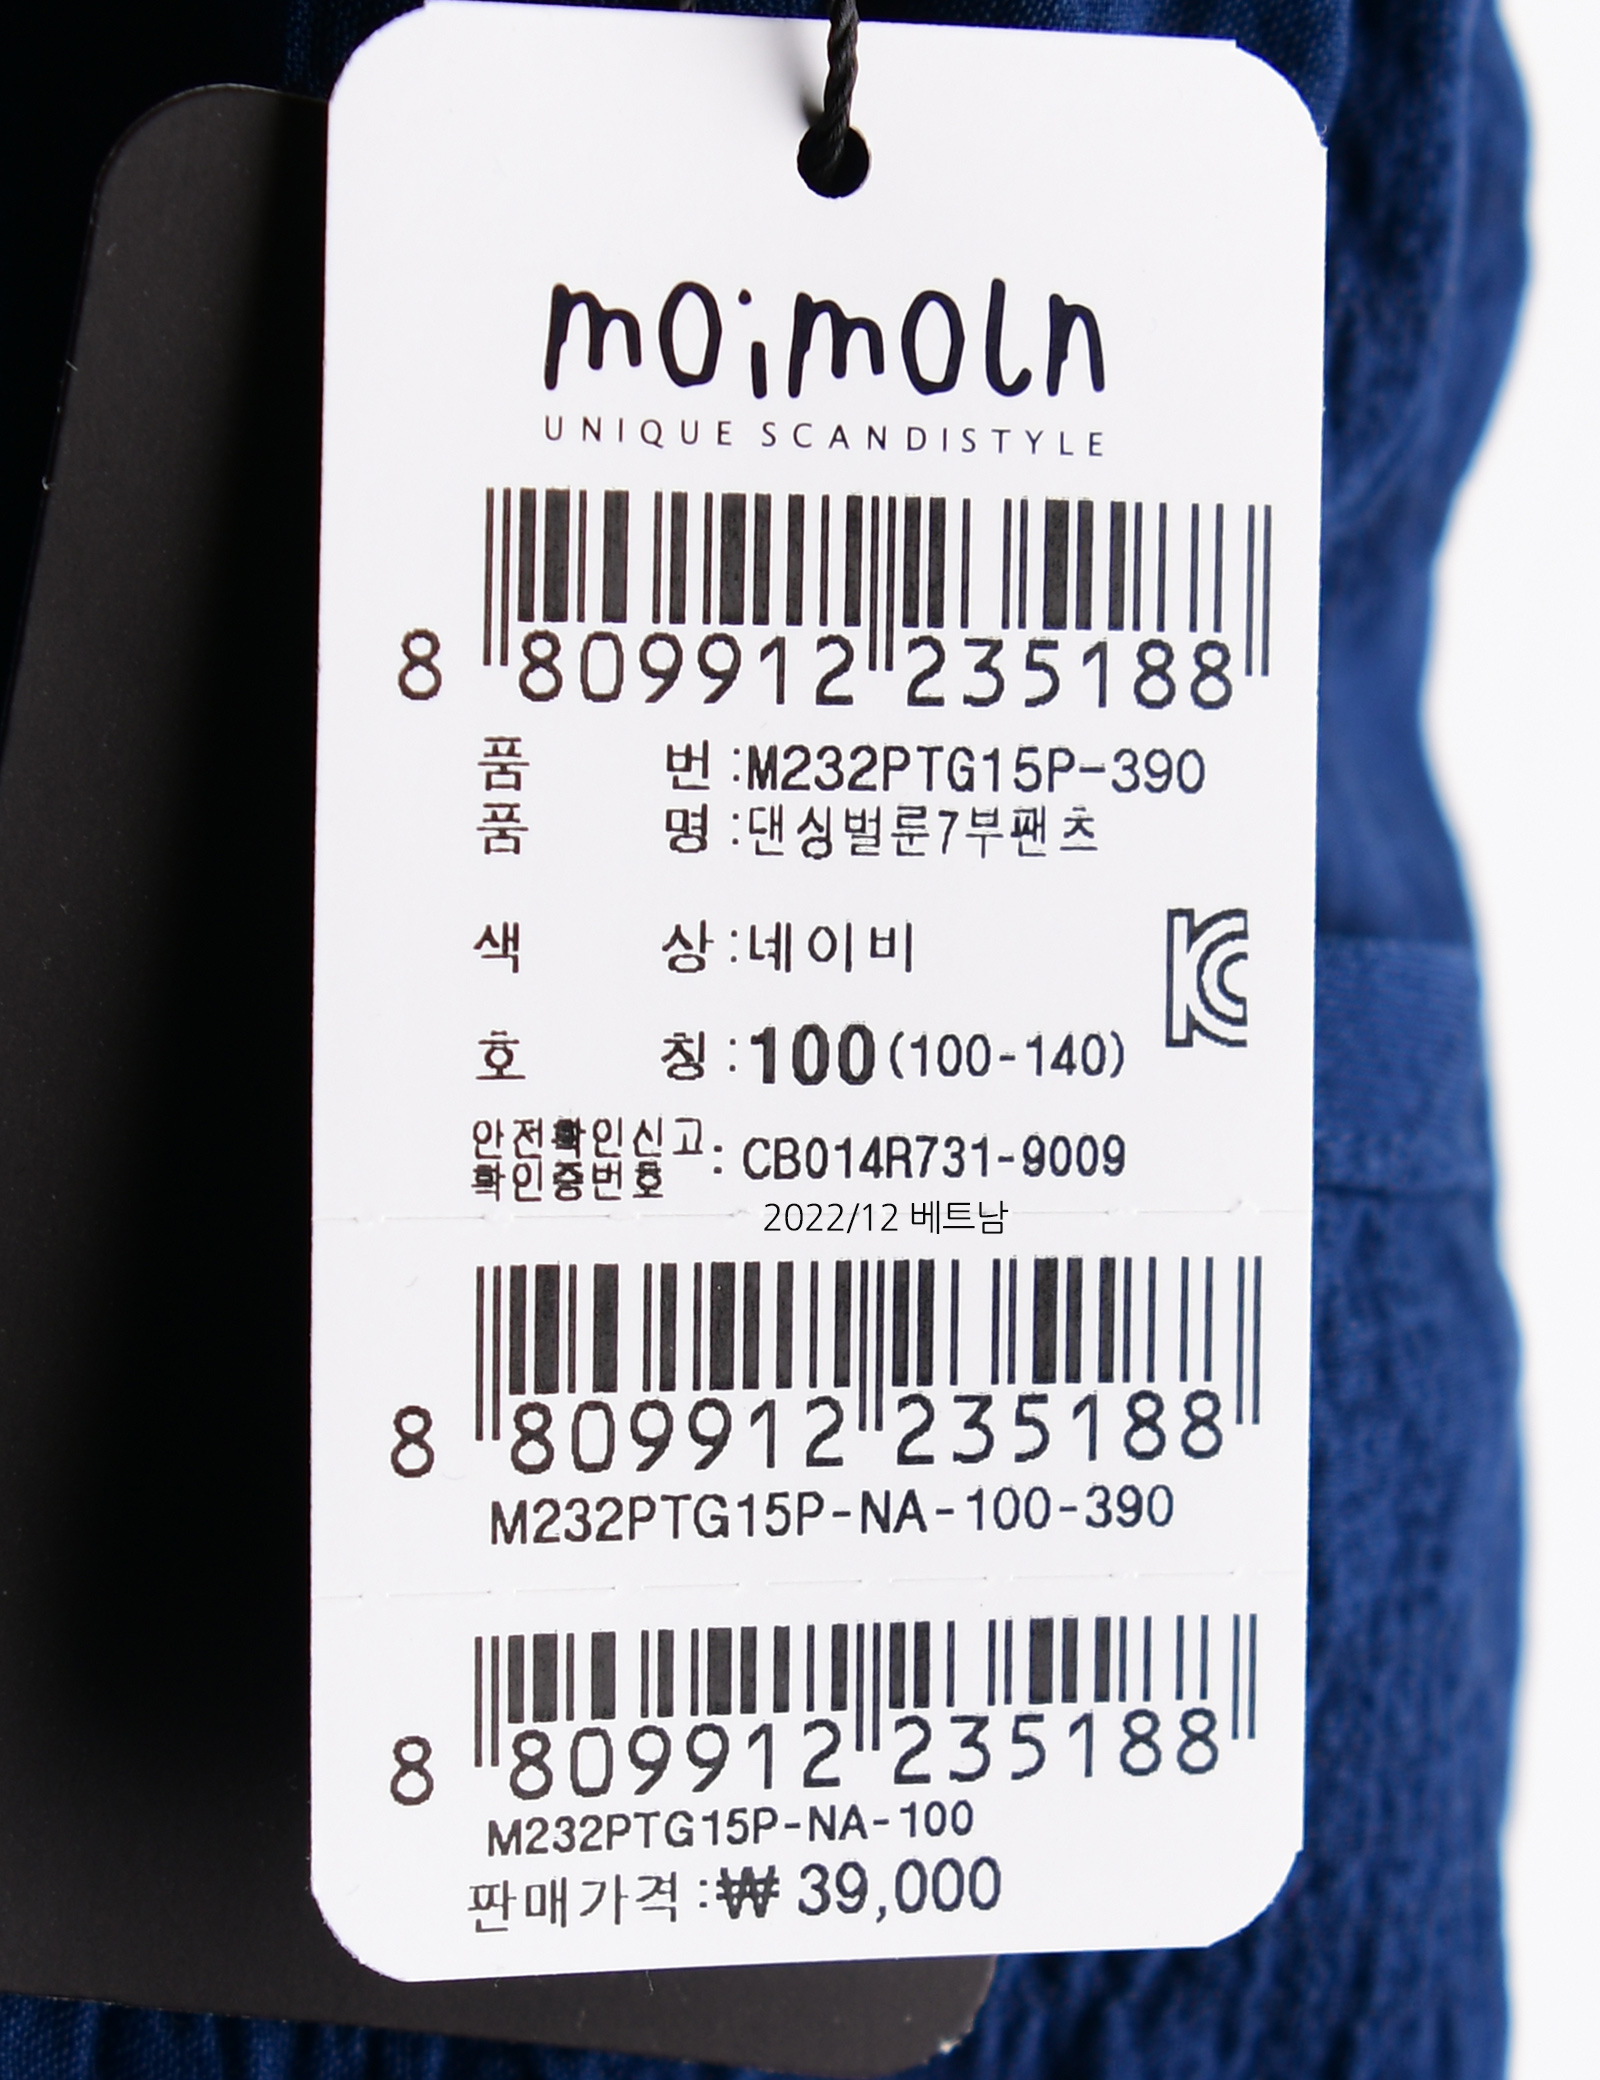 moimoln
UNIQUE SCANDISTYLE
8 809912 235188
품 번 :M232PTG15P-390
품 명 :댄싱벌룬7부팬츠
색 상 :네이비
호 칭 :100(100-140)
안전확인신고
확인증번호 : CB014R731-9009
2022/12 베트남
8 809912 235188
M232PTG15P-NA-100-390
8 809912 235188
M232PTG15P-NA-100
판매가격 :₩ 39,000